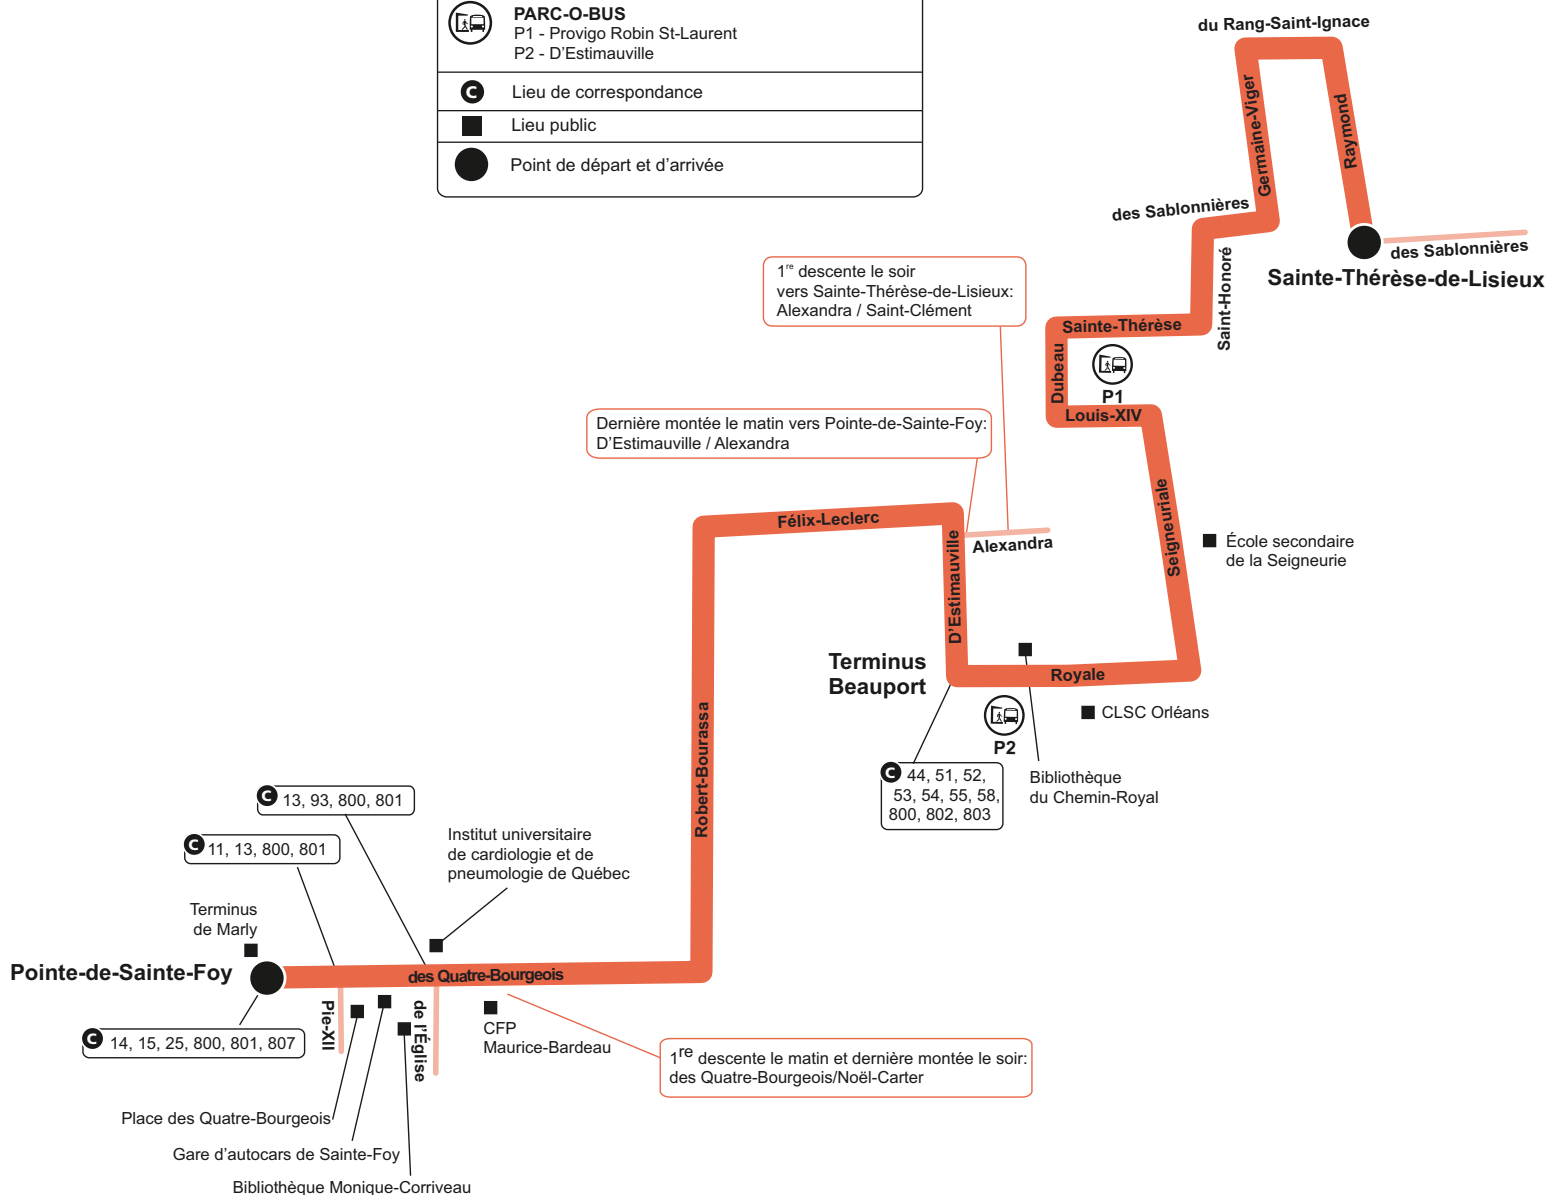 PARC-O-BUS
P1 - Provigo Robin St-Laurent
P2 - D'Estimauville
C Lieu de correspondance
Lieu public
Point de départ et d'arrivée
du Rang-Saint-Ignace
Germaine-Viger
Raymond
des Sablonnières
des Sablonnières
Sainte-Thérèse-de-Lisieux
Saint-Honoré
1re descente le soir
vers Sainte-Thérèse-de-Lisieux:
Alexandra / Saint-Clément
Sainte-Thérèse
Dubeau
P1
Louis-XIV
Dernière montée le matin vers Pointe-de-Sainte-Foy:
D'Estimauville / Alexandra
Seigneuriale
Félix-Leclerc
D'Estimauville
Alexandra
École secondaire
de la Seigneurie
Terminus
Beauport
Royale
CLSC Orléans
P2
C 44, 51, 52,
53, 54, 55, 58,
800, 802, 803
Bibliothèque
du Chemin-Royal
Robert-Bourassa
C 13, 93, 800, 801
C 11, 13, 800, 801
Institut universitaire
de cardiologie et de
pneumologie de Québec
Terminus
de Marly
Pointe-de-Sainte-Foy
des Quatre-Bourgeois
Pie-XII
de l'Église
CFP
Maurice-Bardeau
C 14, 15, 25, 800, 801, 807
1re descente le matin et dernière montée le soir:
des Quatre-Bourgeois/Noël-Carter
Place des Quatre-Bourgeois
Gare d'autocars de Sainte-Foy
Bibliothèque Monique-Corriveau